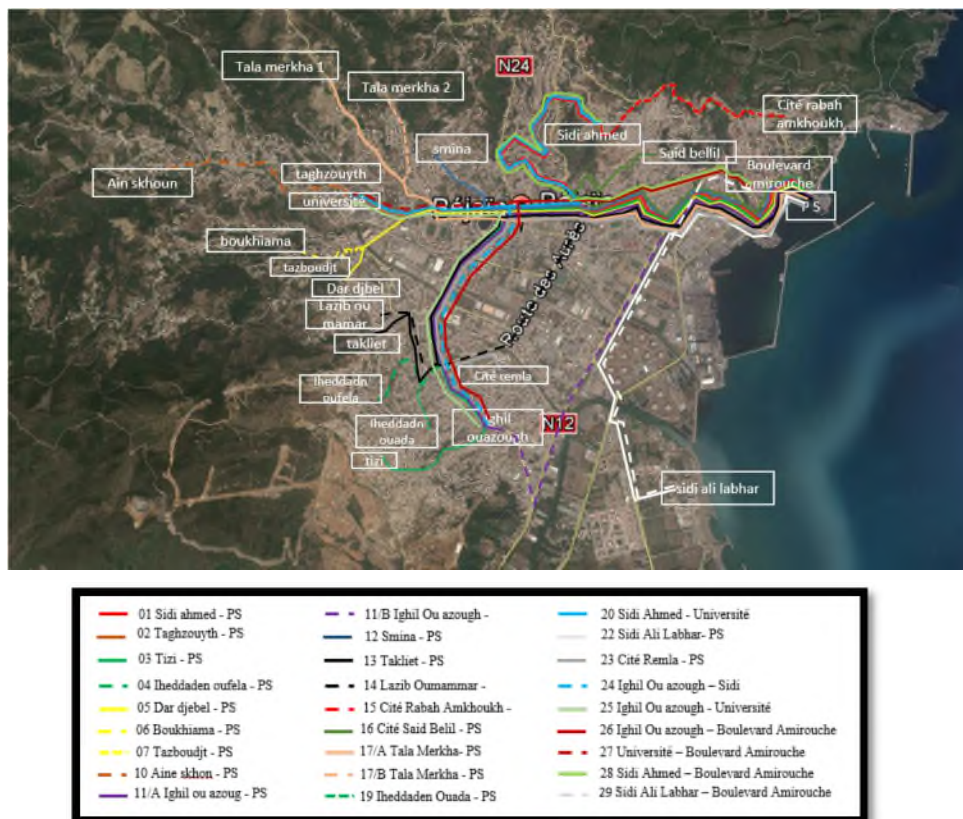 Tala merkha 1
N24
Tala merkha 2
Cité rabah
amkhoukh
Sidi ahmed
smina
Said bellil
Boulevard
amirouche
Ain skhoun
taghzouyth
université
PS
boukhiama
tazboudjt
Dar djbel
Lazib ou
mamar
Route des Aurès
takliet
Cité remla
Iheddadn
oufela
Iheddadn
ouada
Ighil
ouazough
N12
tizi
sidi ali labhar
01 Sidi ahmed - PS
02 Taghzouyth - PS
03 Tizi - PS
04 Iheddaden oufela - PS
05 Dar djebel - PS
06 Boukhiama - PS
07 Tazboudjt - PS
10 Aine skhon - PS
11/A Ighil ou azoug - PS
11/B Ighil Ou azough -
12 Smina - PS
13 Takliet - PS
14 Lazib Oumammar -
15 Cité Rabah Amkhoukh -
16 Cité Said Belil - PS
17/A Tala Merkha- PS
17/B Tala Merkha - PS
19 Iheddaden Ouada - PS
20 Sidi Ahmed - Université
22 Sidi Ali Labhar- PS
23 Cité Remla - PS
24 Ighil Ou azough – Sidi
25 Ighil Ou azough - Université
26 Ighil Ou azough – Boulevard Amirouche
27 Université – Boulevard Amirouche
28 Sidi Ahmed – Boulevard Amirouche
29 Sidi Ali Labhar – Boulevard Amirouche